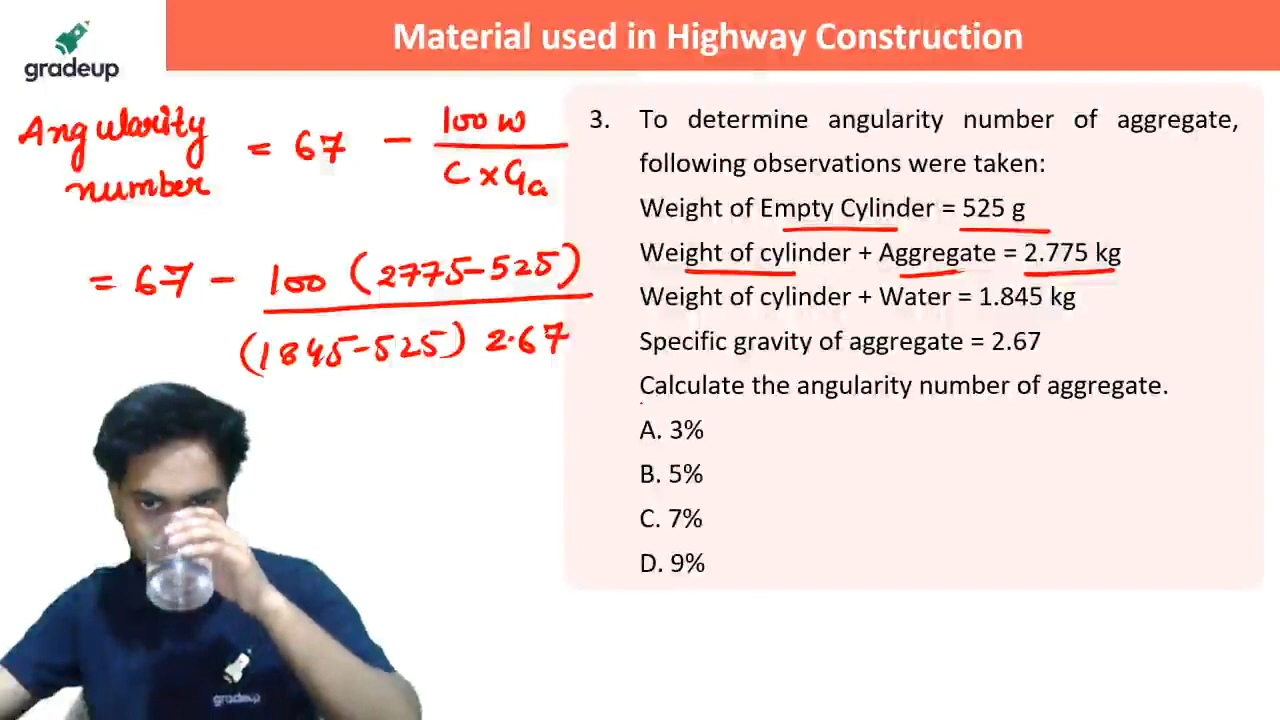 gradeup
Material used in Highway Construction
Angularity
number
= 67 - 100 W
C × Ga
= 67 - 100 (2775-525)
(1845-525) 2.67
3. To determine angularity number of aggregate,
following observations were taken:
Weight of Empty Cylinder = 525 g
Weight of cylinder + Aggregate = 2.775 kg
Weight of cylinder + Water = 1.845 kg
Specific gravity of aggregate = 2.67
Calculate the angularity number of aggregate.
A. 3%
B. 5%
C. 7%
D. 9%
gradeup